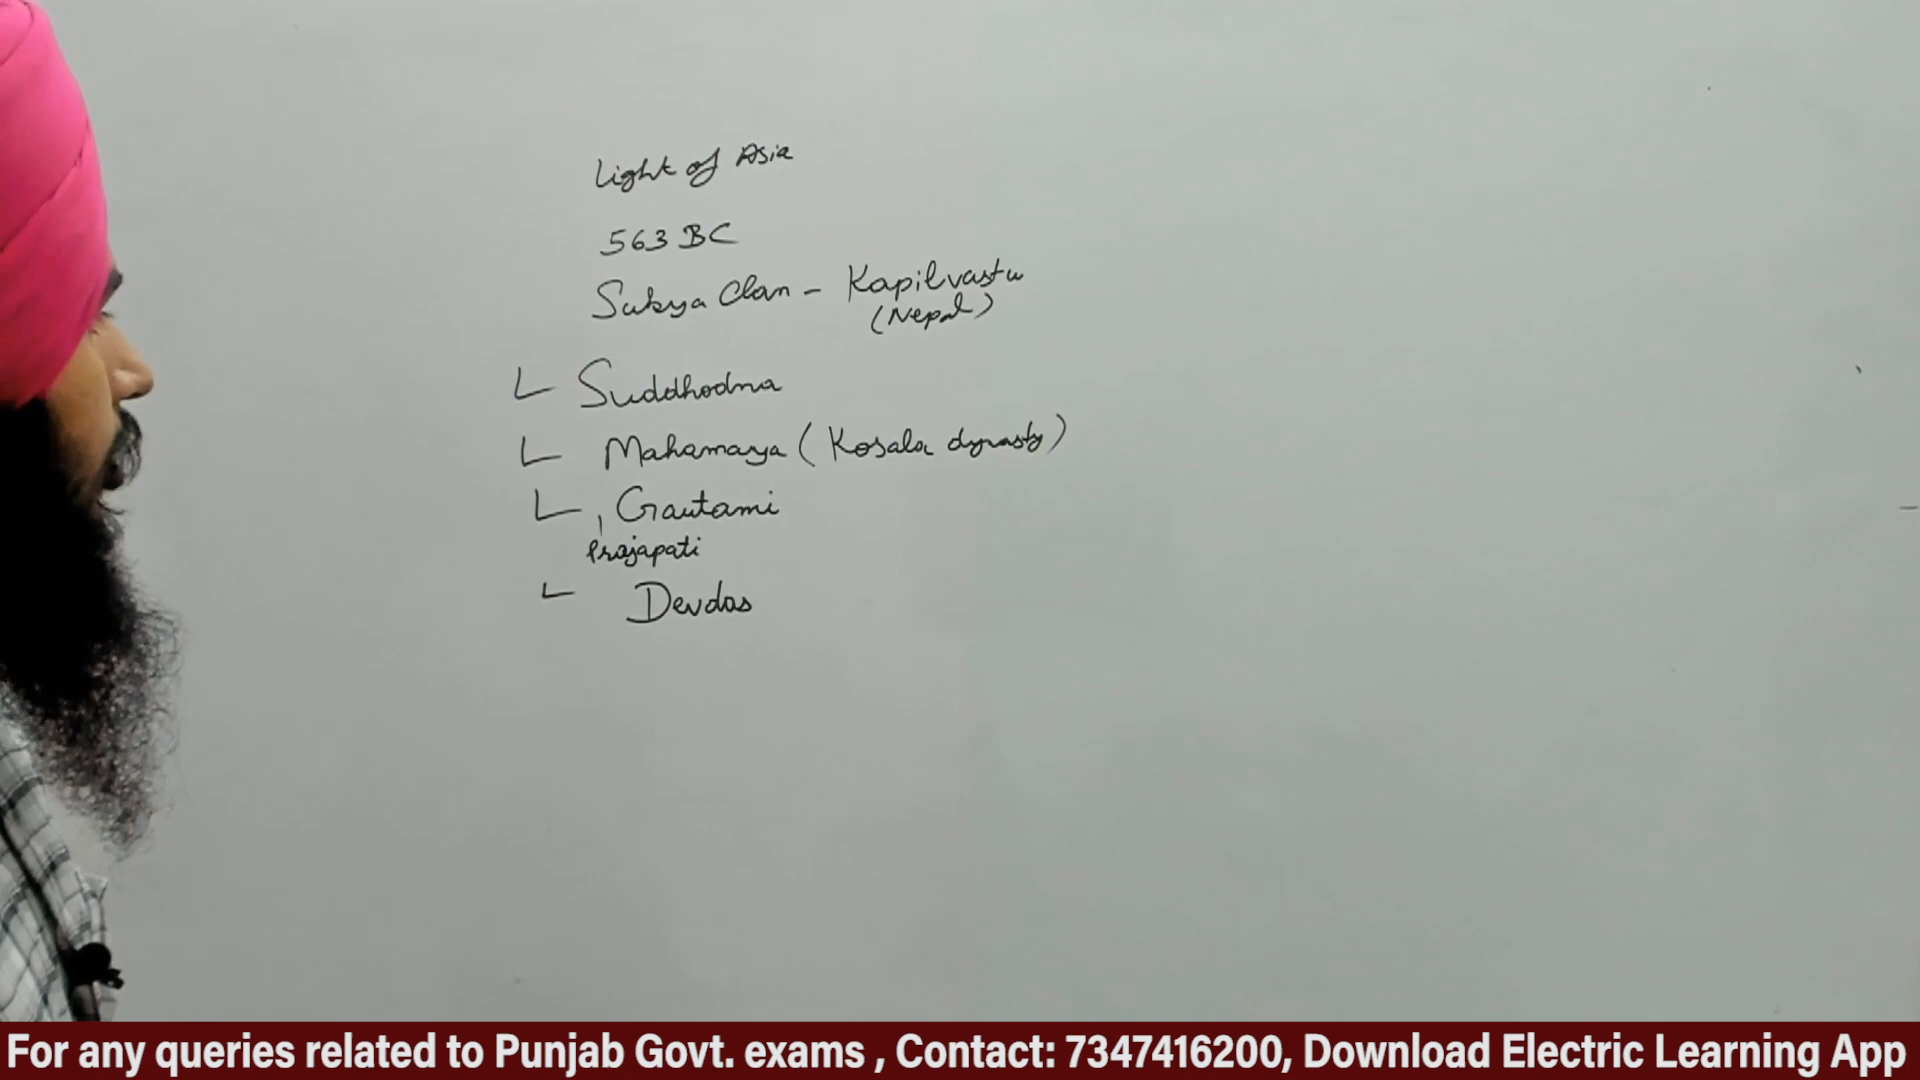 Light of Asia
563 BC
Sakya Clan - Kapilvastu
(Nepal)
Suddhodna
Mahamaya (Kosala dynasty)
Gautami
Prajapati
Devdas
For any queries related to Punjab Govt. exams , Contact: 7347416200, Download Electric Learning App